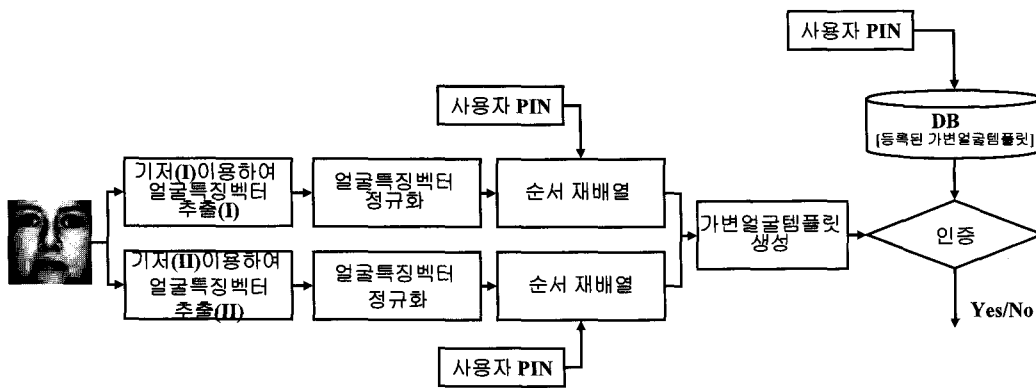 사용자 PIN
사용자 PIN
DB
[등록된 가변얼굴템플릿]
기저(I)이용하여
얼굴특징벡터
추출(I)
얼굴특징벡터
정규화
순서 재배열
가변얼굴템플릿
생성
인증
기저(II)이용하여
얼굴특징벡터
추출(II)
얼굴특징벡터
정규화
순서 재배열
Yes/No
사용자 PIN